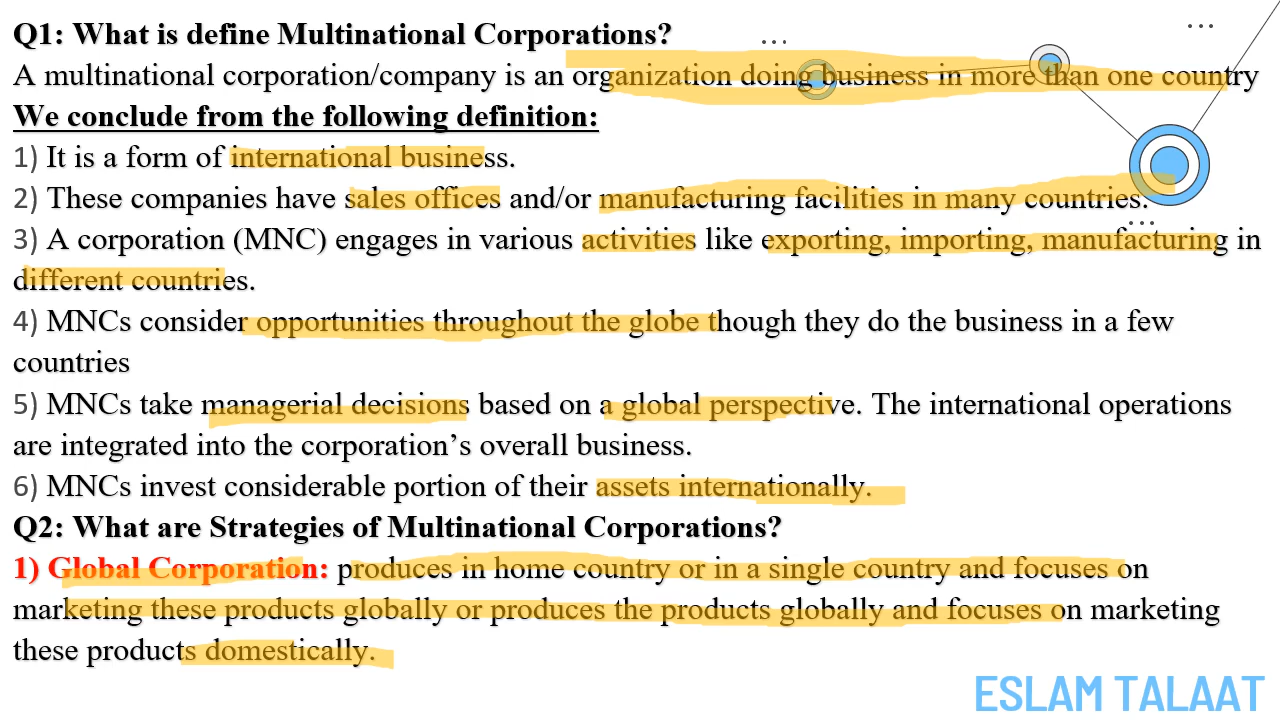 Q1: What is define Multinational Corporations?
A multinational corporation/company is an organization doing business in more than one country
We conclude from the following definition:
1) It is a form of international business.
2) These companies have sales offices and/or manufacturing facilities in many countries.
3) A corporation (MNC) engages in various activities like exporting, importing, manufacturing in
different countries.
4) MNCs consider opportunities throughout the globe though they do the business in a few
countries
5) MNCs take managerial decisions based on a global perspective. The international operations
are integrated into the corporation’s overall business.
6) MNCs invest considerable portion of their assets internationally.
Q2: What are Strategies of Multinational Corporations?
1) Global Corporation: produces in home country or in a single country and focuses on
marketing these products globally or produces the products globally and focuses on marketing
these products domestically.
ESLAM TALAAT